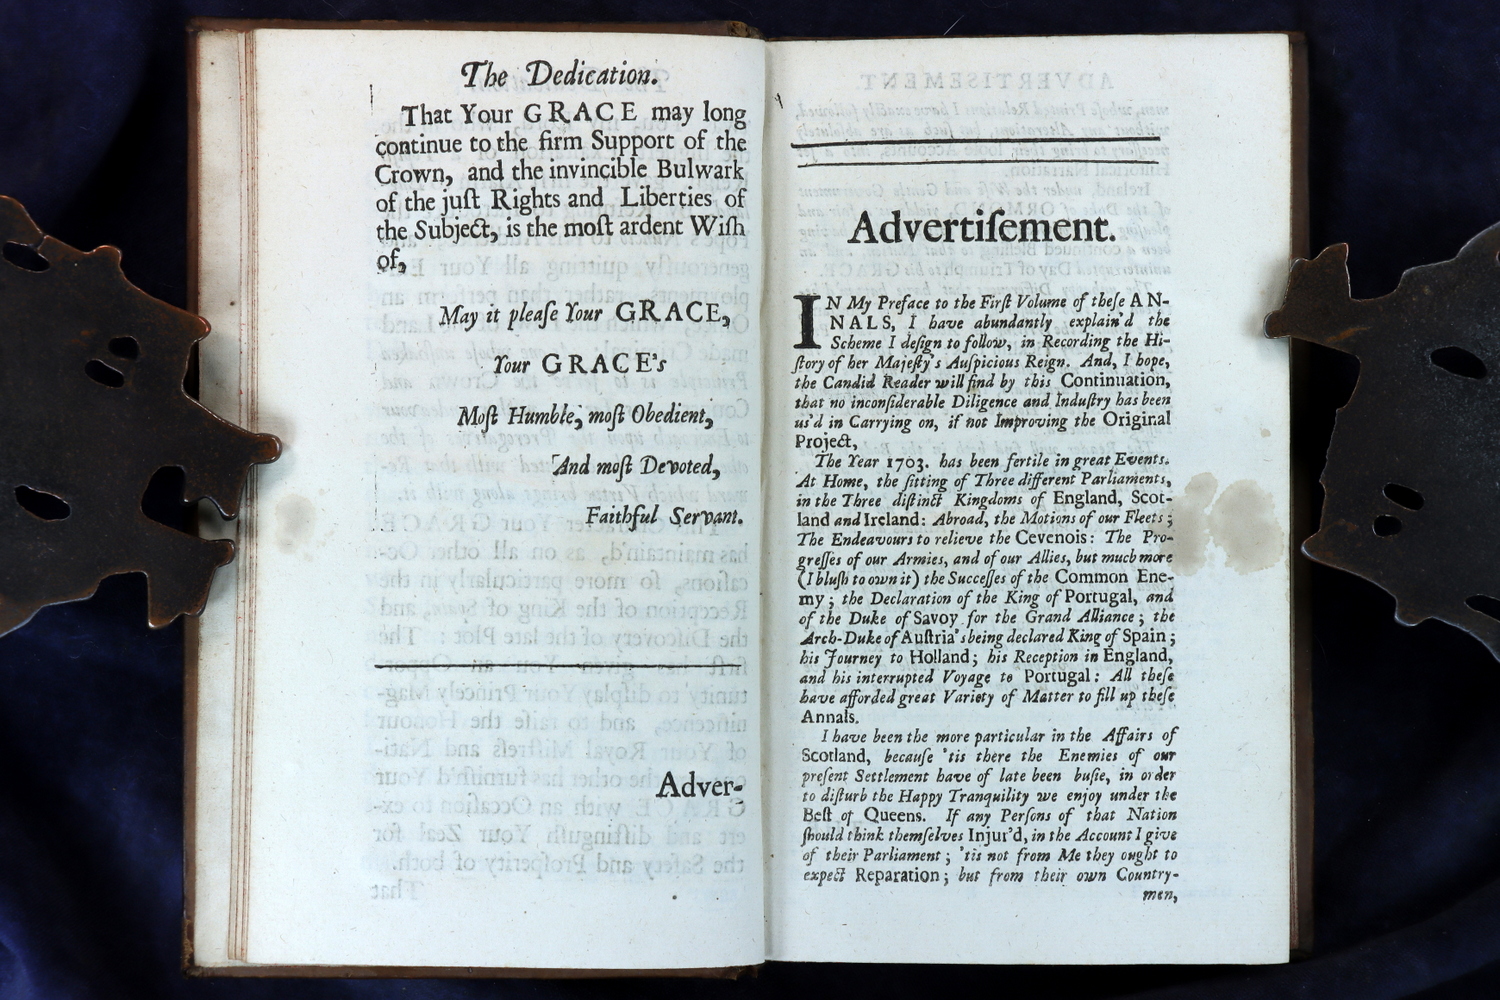 The Dedication.
That Your GRACE may long
continue to the firm Support of the
Crown, and the invincible Bulwark
of the juſt Rights and Liberties of
the Subject, is the moſt ardent Wiſh
of,
May it pleaſe Your GRACE,
Your GRACE's
Moſt Humble, moſt Obedient,
And moſt Devoted,
Faithful Servant.
Adver-
Advertiſement.
IN My Preface to the Firſt Volume of theſe AN-
NALS, I have abundantly explain'd the
Scheme I deſign to follow, in Recording the Hi-
ſtory of her Majeſty's Auſpicious Reign. And, I hope,
the Candid Reader will find by this Continuation,
that no inconſiderable Diligence and Induſtry has been
us'd in Carrying on, if not Improving the Original
Project,
The Year 1703. has been fertile in great Events.
At Home, the ſitting of Three different Parliaments,
in the Three diſtinct Kingdoms of England, Scot-
land and Ireland: Abroad, the Motions of our Fleets;
The Endeavours to relieve the Cevenois: The Pro-
greſſes of our Armies, and of our Allies, but much more
(I bluſh to own it) the Succeſſes of the Common Ene-
my; the Declaration of the King of Portugal, and
of the Duke of Savoy for the Grand Alliance; the
Arch-Duke of Auſtria's being declared King of Spain;
his Journey to Holland; his Reception in England,
and his interrupted Voyage to Portugal: All theſe
have afforded great Variety of Matter to fill up theſe
Annals.
I have been the more particular in the Affairs of
Scotland, becauſe 'tis there the Enemies of our
preſent Settlement have of late been buſie, in order
to diſturb the Happy Tranquility we enjoy under the
Beſt of Queens. If any Perſons of that Nation
ſhould think themſelves Injur'd, in the Account I give
of their Parliament; 'tis not from Me they ought to
expect Reparation; but from their own Country-
men,